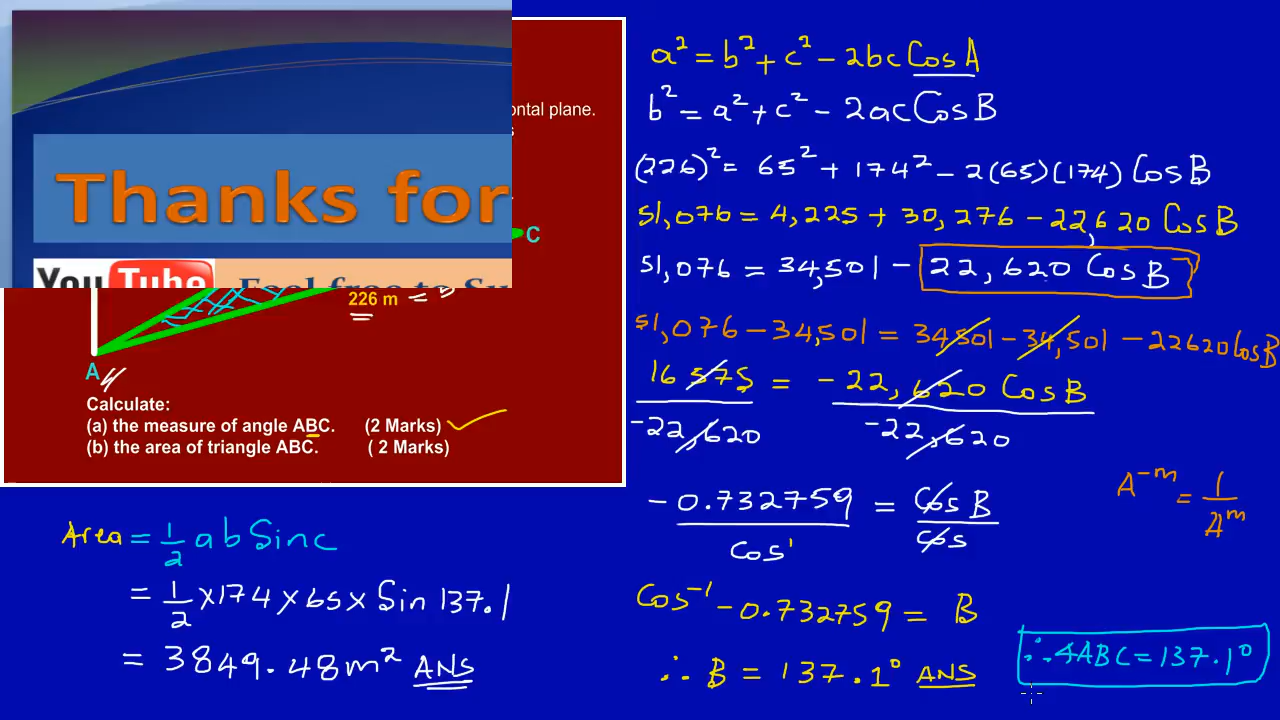 Thanks for
YouTube
ontal plane.
C
226 m =
A
Calculate:
(a) the measure of angle ABC. (2 Marks)
(b) the area of triangle ABC. ( 2 Marks)
Area = 1/2 ab Sin c
= 1/2 × 174 × 65 × Sin 137.1
= 3849.48 m² ANS
a² = b² + c² - 2bc Cos A
b² = a² + c² - 2ac Cos B
(226)² = 65² + 174² - 2(65)(174) Cos B
51,076 = 4,225 + 30,276 - 22,620 Cos B
51,076 = 34,501 - 22,620 Cos B
51,076 - 34,501 = 34,501 - 34,501 - 22620 Cos B
16 575 = -22,620 Cos B
-22,620 -22,620
-0.732759 = Cos B
Cos' Cos
A⁻ᵐ = 1/Aᵐ
Cos⁻¹ -0.732759 = B
∴ B = 137.1° ANS
∴ ∠ABC = 137.1°